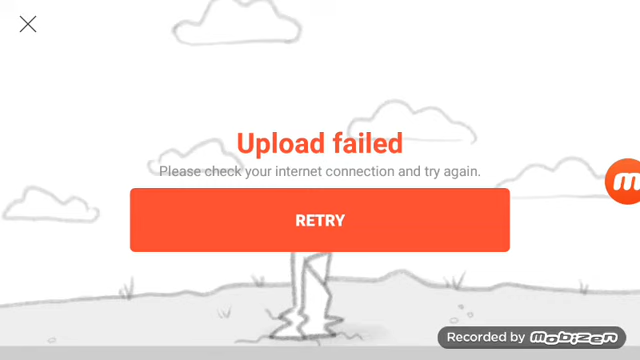 Upload failed
Please check your internet connection and try again.
RETRY
m
Recorded by mobizen